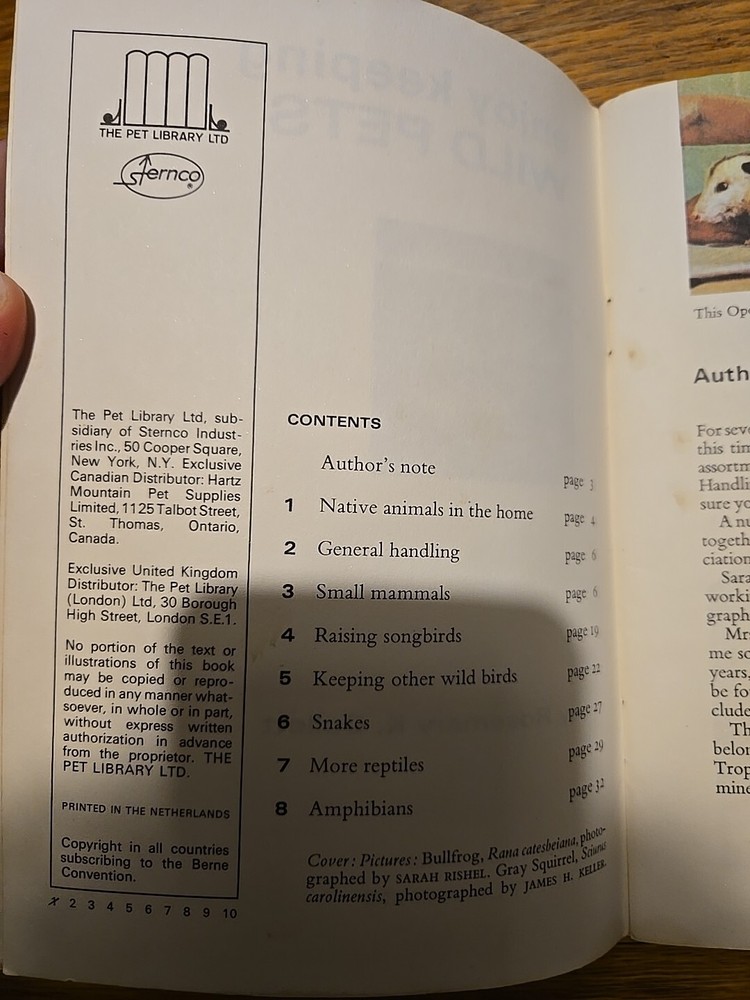 THE PET LIBRARY LTD
Sternco®
The Pet Library Ltd, sub-
sidiary of Sternco Indust-
ries Inc., 50 Cooper Square,
New York, N.Y. Exclusive
Canadian Distributor: Hartz
Mountain Pet Supplies
Limited, 1125 Talbot Street,
St. Thomas, Ontario,
Canada.
Exclusive United Kingdom
Distributor: The Pet Library
(London) Ltd, 30 Borough
High Street, London S.E.1.
No portion of the text or
illustrations of this book
may be copied or repro-
duced in any manner what-
soever, in whole or in part,
without express written
authorization in advance
from the proprietor. THE
PET LIBRARY LTD.
PRINTED IN THE NETHERLANDS
Copyright in all countries
subscribing to the Berne
Convention.
2 3 4 5 6 7 8 9 10
CONTENTS
Author's note page 3
1 Native animals in the home page 4
2 General handling page 6
3 Small mammals page 6
4 Raising songbirds page 19
5 Keeping other wild birds page 22
6 Snakes page 27
7 More reptiles page 29
8 Amphibians page 32
Cover: Pictures: Bullfrog, Rana catesbeiana, photo-
graphed by SARAH RISHEL. Gray Squirrel, Sciurus
carolinensis, photographed by JAMES H. KELLER.
This Op
Auth
For seve
this tim
assortm
Handli
sure yo
A nu
togeth
ciation
Sara
worki
graph
Mr
me so
years,
be fo
clude
Th
belon
Trop
mine